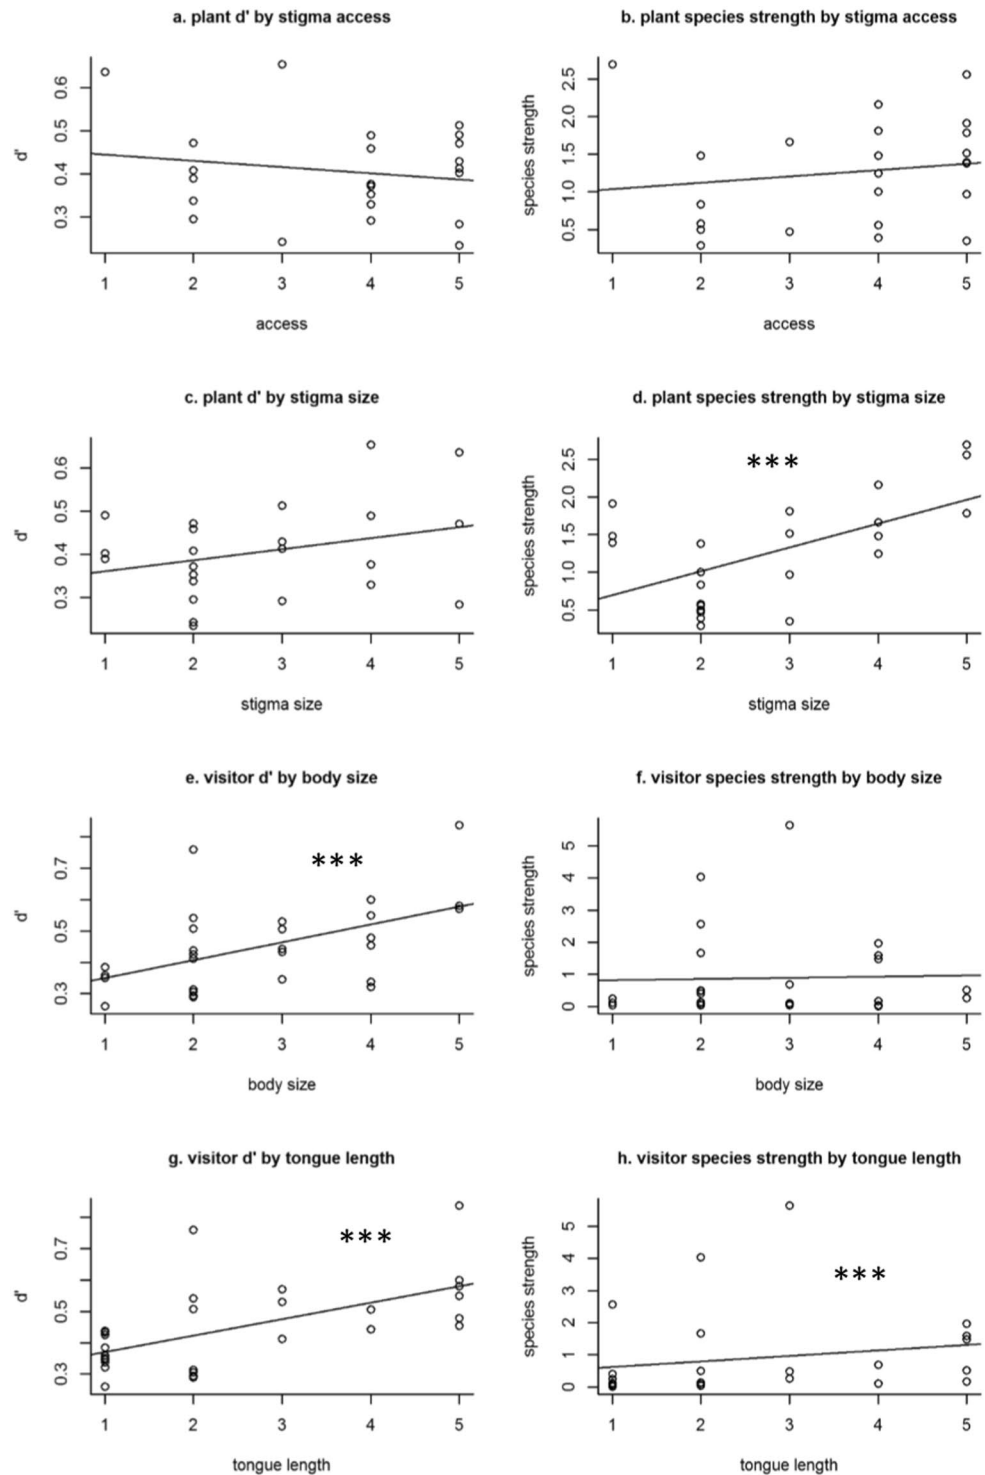 a. plant d' by stigma access
d'
0.3 0.4 0.5 0.6
1 2 3 4 5
access
b. plant species strength by stigma access
species strength
0.5 1.0 1.5 2.0 2.5
1 2 3 4 5
access
c. plant d' by stigma size
d'
0.3 0.4 0.5 0.6
1 2 3 4 5
stigma size
d. plant species strength by stigma size
***
species strength
0.5 1.0 1.5 2.0 2.5
1 2 3 4 5
stigma size
e. visitor d' by body size
***
d'
0.3 0.5 0.7
1 2 3 4 5
body size
f. visitor species strength by body size
species strength
0 1 2 3 4 5
1 2 3 4 5
body size
g. visitor d' by tongue length
***
d'
0.3 0.5 0.7
1 2 3 4 5
tongue length
h. visitor species strength by tongue length
***
species strength
0 1 2 3 4 5
1 2 3 4 5
tongue length